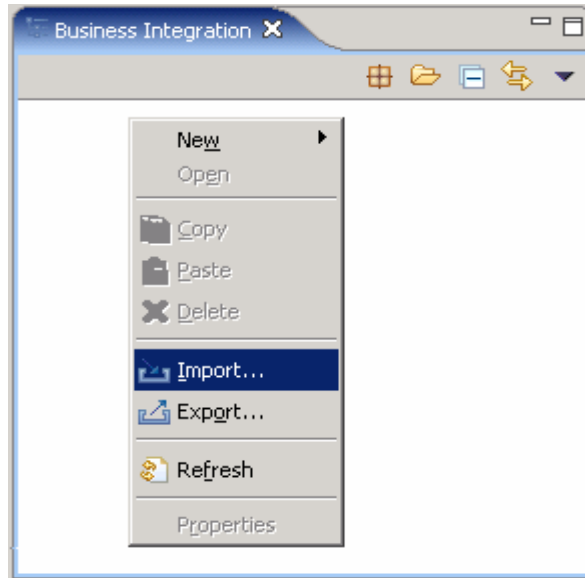 Business Integration
New
Open
Copy
Paste
Delete
Import...
Export...
Refresh
Properties